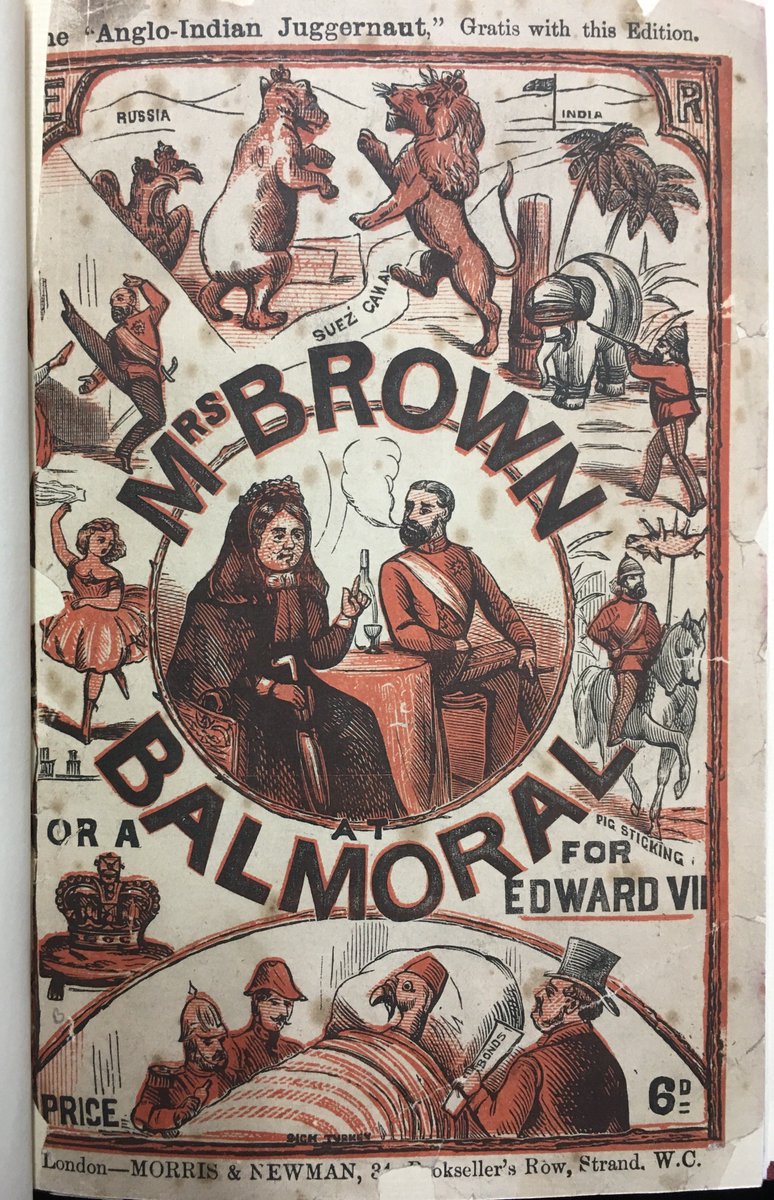 "Anglo-Indian Juggernaut," Gratis with this Edition.
E R
RUSSIA
INDIA
SUEZ CANAL
MRS BROWN
AT
BALMORAL
PIG STICKING
OR A
FOR
EDWARD VII
BONDS
PRICE 6D
SICK TURKEY
London—MORRIS & NEWMAN, 34, Bookseller's Row, Strand. W.C.